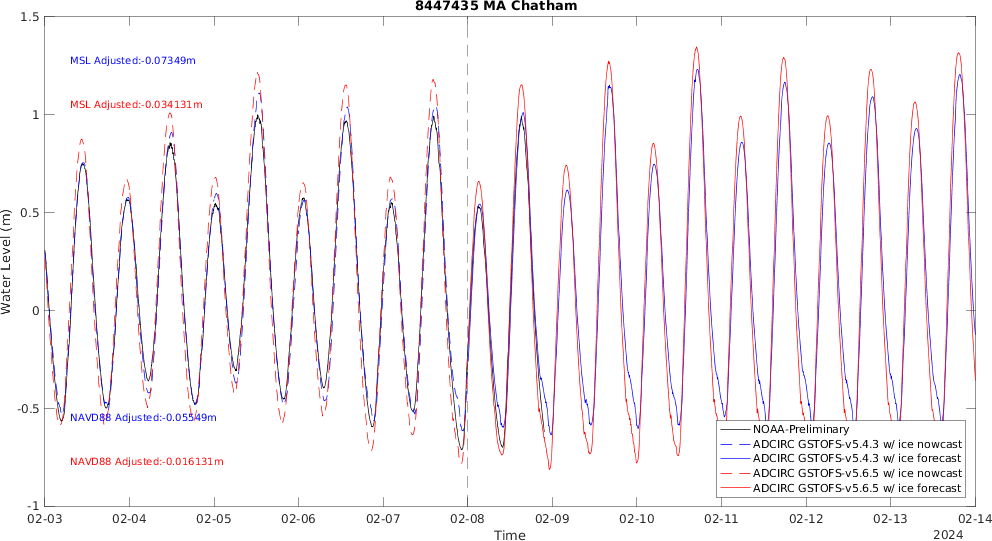 8447435 MA Chatham
1.5
MSL Adjusted:-0.07349m
MSL Adjusted:-0.034131m
1
0.5
Water Level (m)
0
-0.5
NAVD88 Adjusted:-0.05549m
NAVD88 Adjusted:-0.016131m
-1
NOAA-Preliminary
ADCIRC GSTOFS-v5.4.3 w/ ice nowcast
ADCIRC GSTOFS-v5.4.3 w/ ice forecast
ADCIRC GSTOFS-v5.6.5 w/ ice nowcast
ADCIRC GSTOFS-v5.6.5 w/ ice forecast
02-03 02-04 02-05 02-06 02-07 02-08 02-09 02-10 02-11 02-12 02-13 02-14
Time
2024